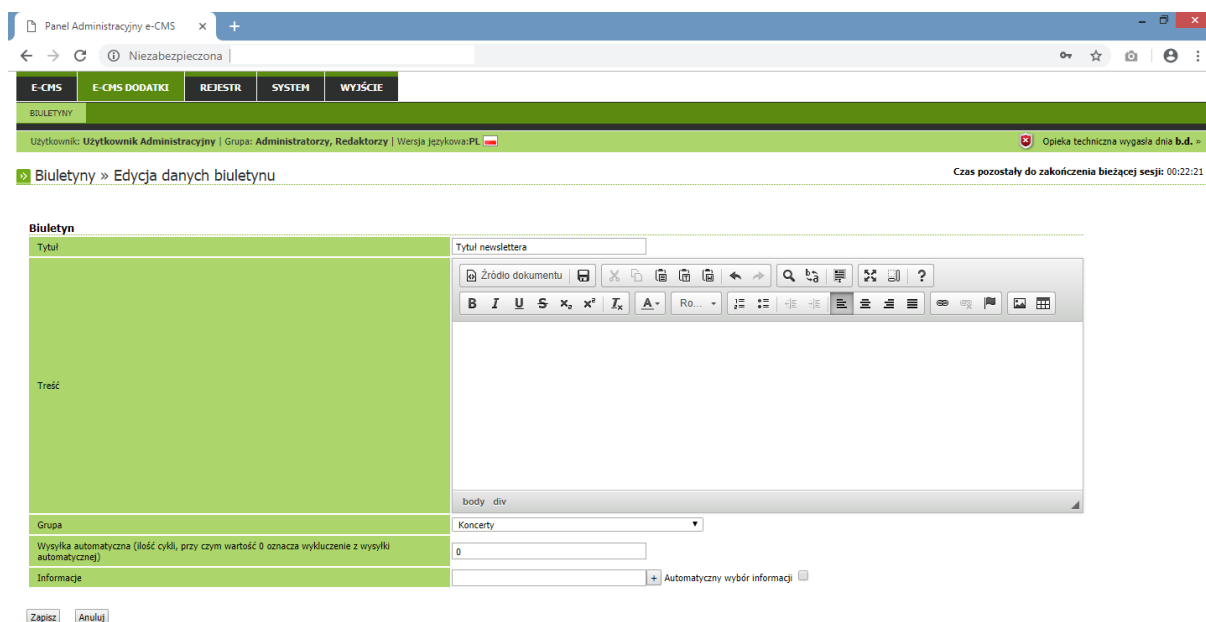 Panel Administracyjny e-CMS
Niezabezpieczona
E-CMS E-CMS DODATKI REJESTR SYSTEM WYJŚCIE
BIULETYNY
Użytkownik: Użytkownik Administracyjny | Grupa: Administratorzy, Redaktorzy | Wersja językowa:PL
Opieka techniczna wygasła dnia b.d. »
Biuletyny » Edycja danych biuletynu
Czas pozostały do zakończenia bieżącej sesji: 00:22:21
Biuletyn
Tytuł
Tytuł newslettera
Źródło dokumentu
Ro...
Treść
body div
Grupa
Koncerty
Wysyłka automatyczna (ilość cykli, przy czym wartość 0 oznacza wykluczenie z wysyłki
automatycznej)
0
Informacje
+ Automatyczny wybór informacji
Zapisz Anuluj